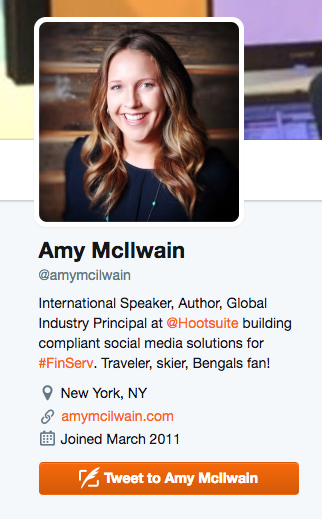 Amy McIlwain
@amymcilwain
International Speaker, Author, Global
Industry Principal at @Hootsuite building
compliant social media solutions for
#FinServ. Traveler, skier, Bengals fan!
New York, NY
amymcilwain.com
Joined March 2011
Tweet to Amy McIlwain